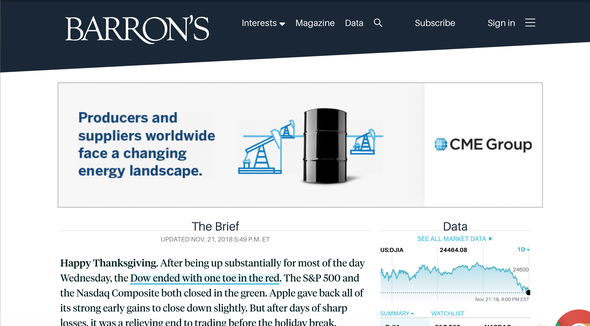 BARRON'S
Interests Magazine Data Subscribe Sign in
Producers and
suppliers worldwide
face a changing
energy landscape.
CME Group
The Brief
UPDATED NOV. 21, 2018 5:49 P.M. ET
Happy Thanksgiving. After being up substantially for most of the day
Wednesday, the Dow ended with one toe in the red. The S&P 500 and
the Nasdaq Composite both closed in the green. Apple gave back all of
its strong early gains to close down slightly. But after days of sharp
losses, it was a relieving end to trading before the holiday break.
Data
SEE ALL MARKET DATA
US:DJIA 24464.08 1D
24600
Nov 21 '18, 4:00 PM EST
SUMMARY WATCHLIST